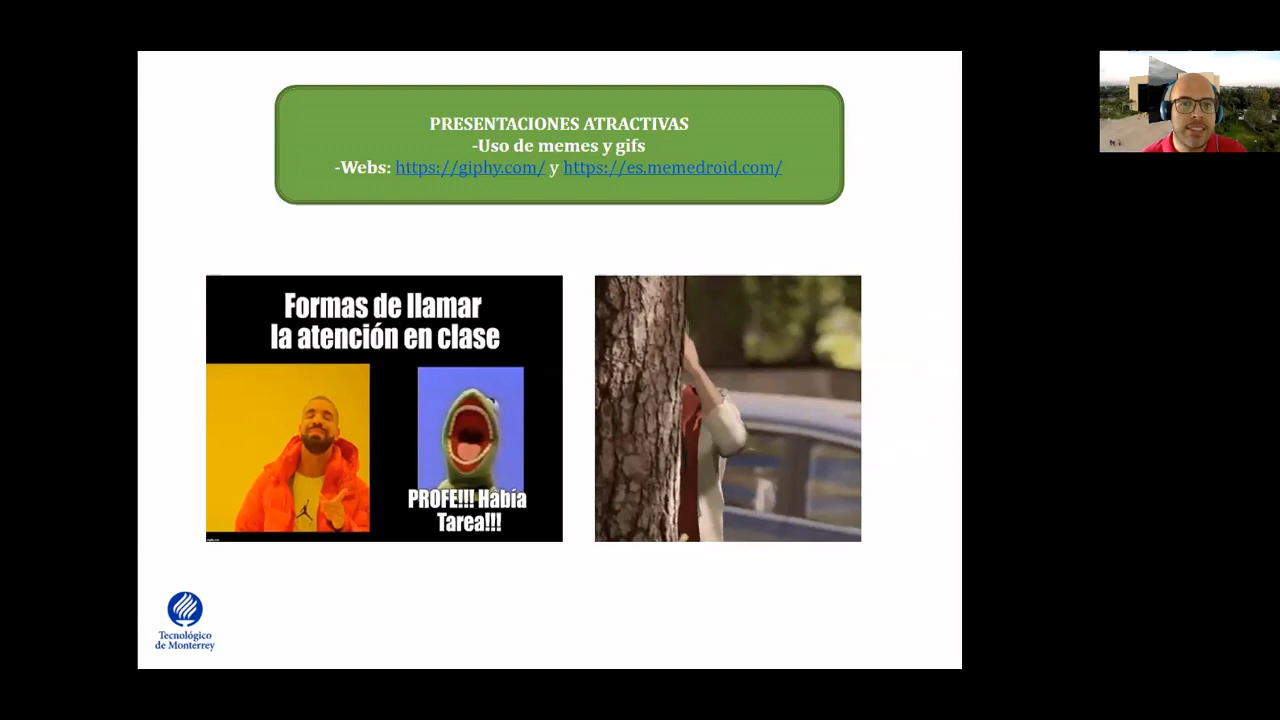 PRESENTACIONES ATRACTIVAS
-Uso de memes y gifs
-Webs: https://giphy.com/ y https://es.memedroid.com/
Formas de llamar
la atención en clase
PROFE!!! Había
Tarea!!!
Tecnológico
de Monterrey